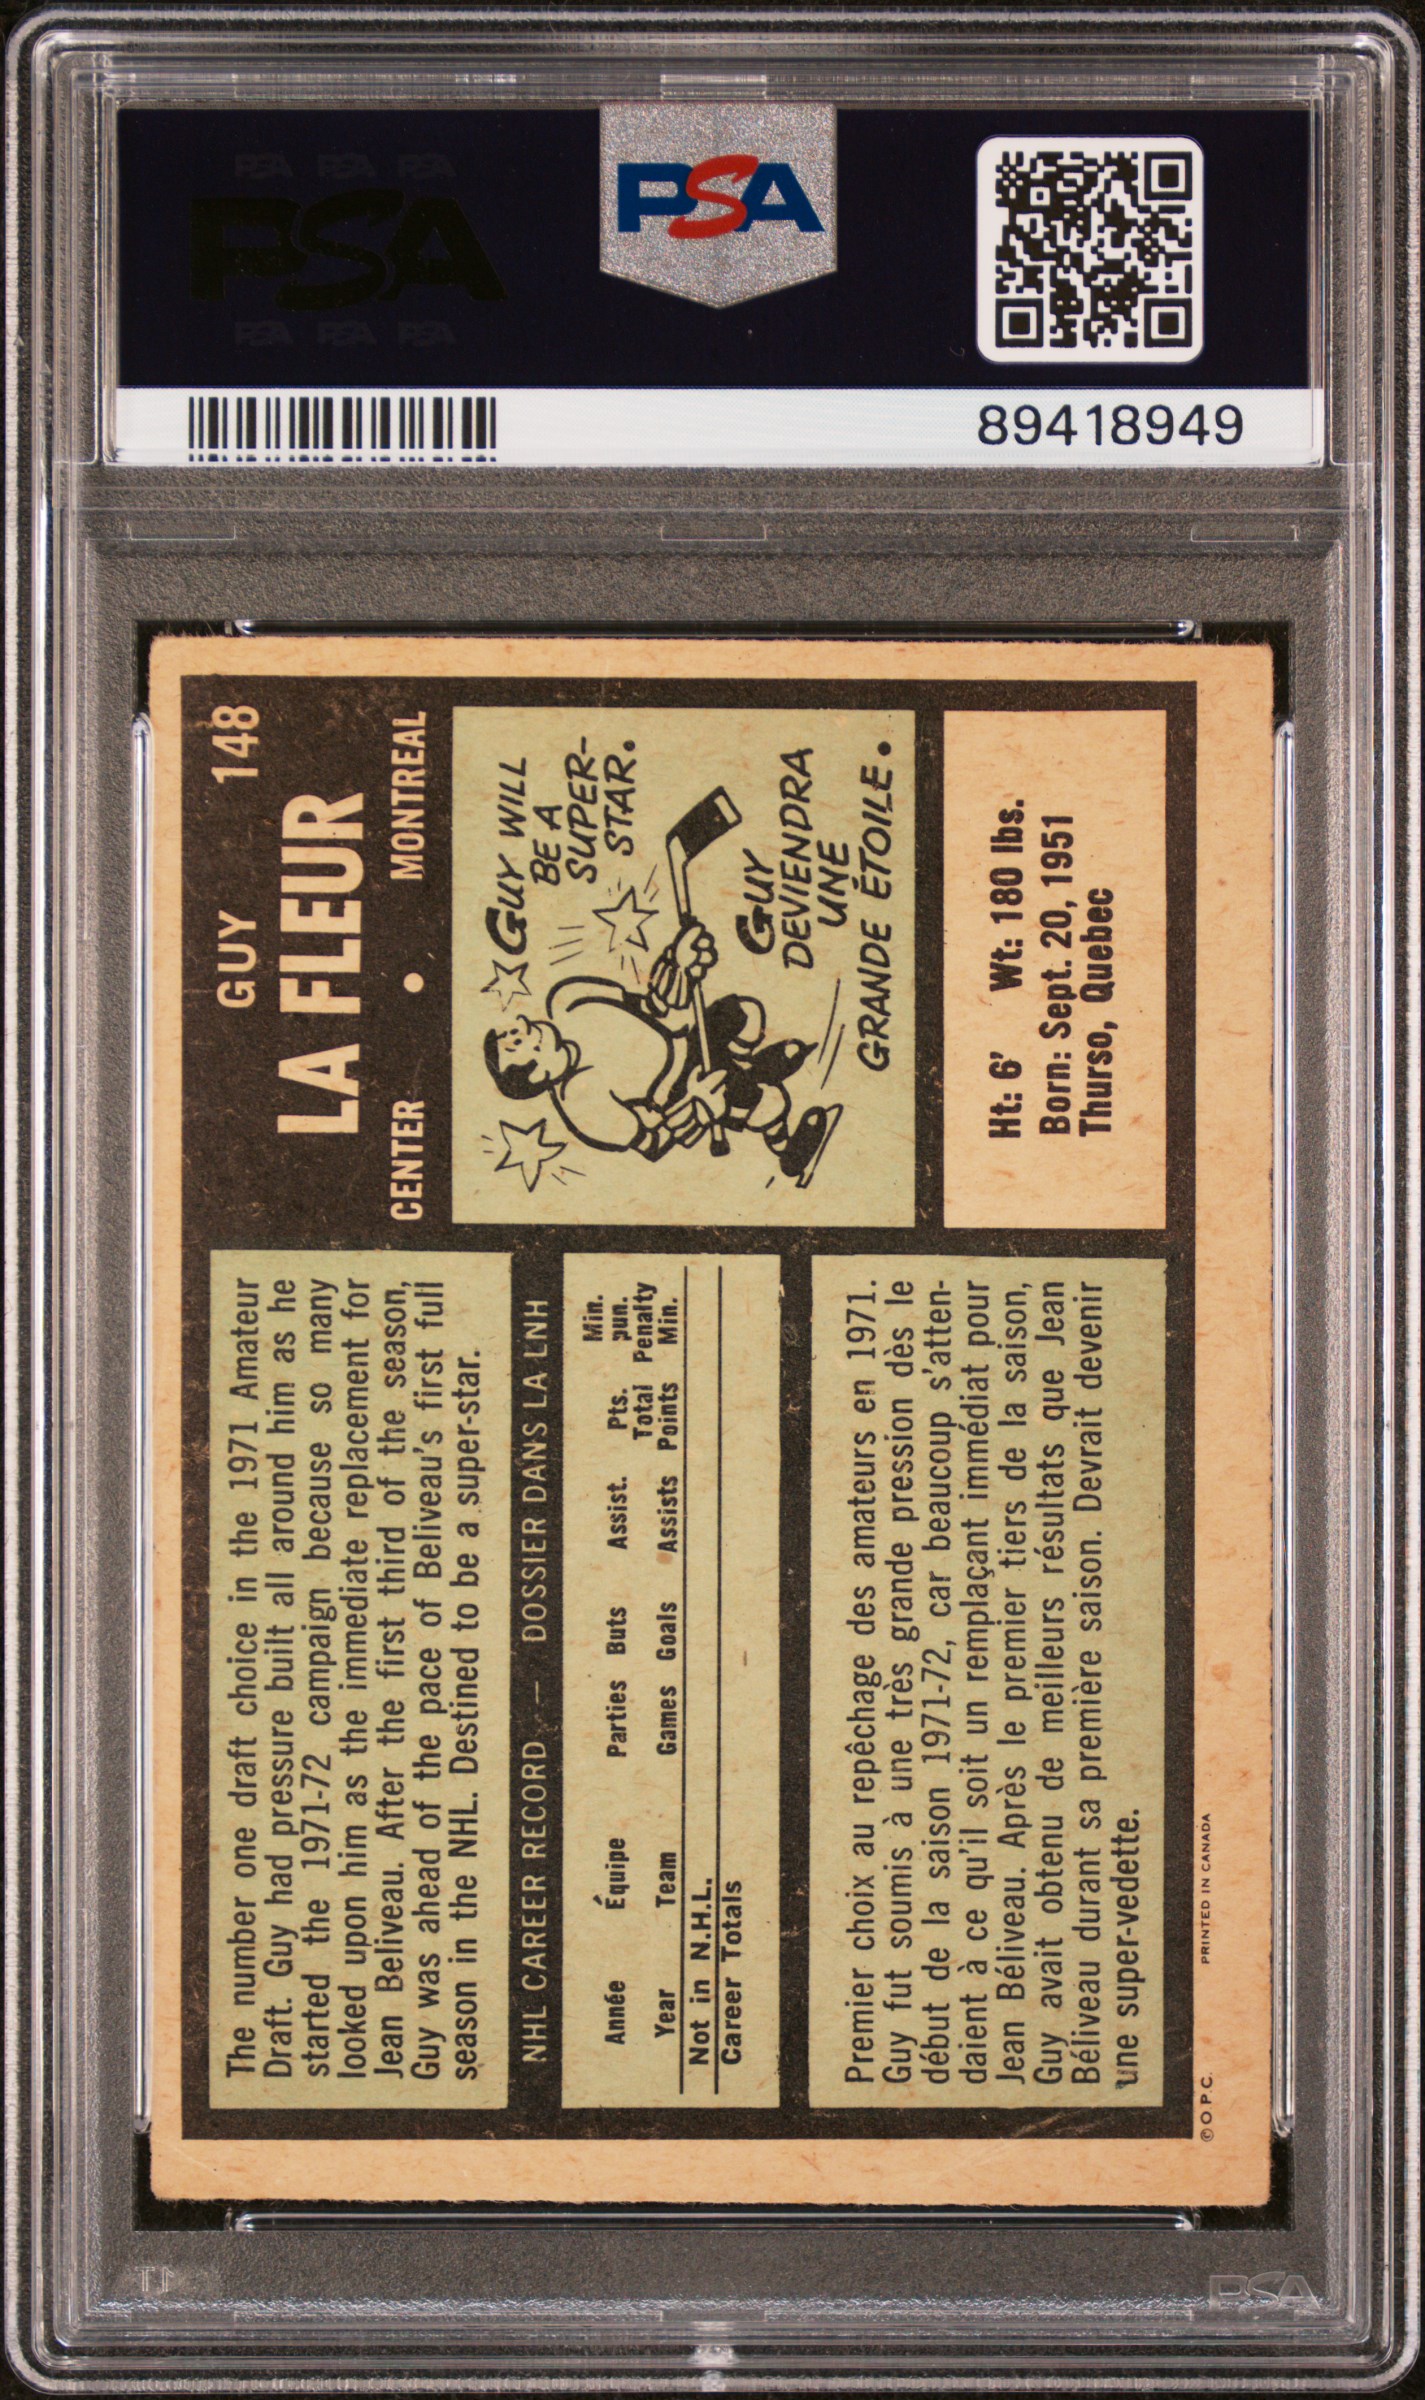 PSA PSA PSA
PSA
PSA PSA PSA
PSA
89418949
The number one draft choice in the 1971 Amateur
Draft. Guy had pressure built all around him as he
started the 1971-72 campaign because so many
looked upon him as the immediate replacement for
Jean Beliveau. After the first third of the season,
Guy was ahead of the pace of Beliveau's first full
season in the NHL. Destined to be a super-star.
NHL CAREER RECORD — DOSSIER DANS LA LNH
Min.
Année Équipe Parties Buts Assist. Pts. pun.
Total Penalty
Year Team Games Goals Assists Points Min.
Not in N.H.L.
Career Totals
Premier choix au repêchage des amateurs en 1971.
Guy fut soumis à une très grande pression dès le
début de la saison 1971-72, car beaucoup s'atten-
daient à ce qu'il soit un remplaçant immédiat pour
Jean Béliveau. Après le premier tiers de la saison,
Guy avait obtenu de meilleurs résultats que Jean
Béliveau durant sa première saison. Devrait devenir
une super-vedette.
GUY 148
LA FLEUR
CENTER • MONTREAL
GUY WILL
BE A
SUPER-
STAR.
GUY
DEVIENDRA
UNE
GRANDE ÉTOILE.
Ht: 6' Wt: 180 lbs.
Born: Sept. 20, 1951
Thurso, Quebec
© O.P.C. PRINTED IN CANADA
PSA